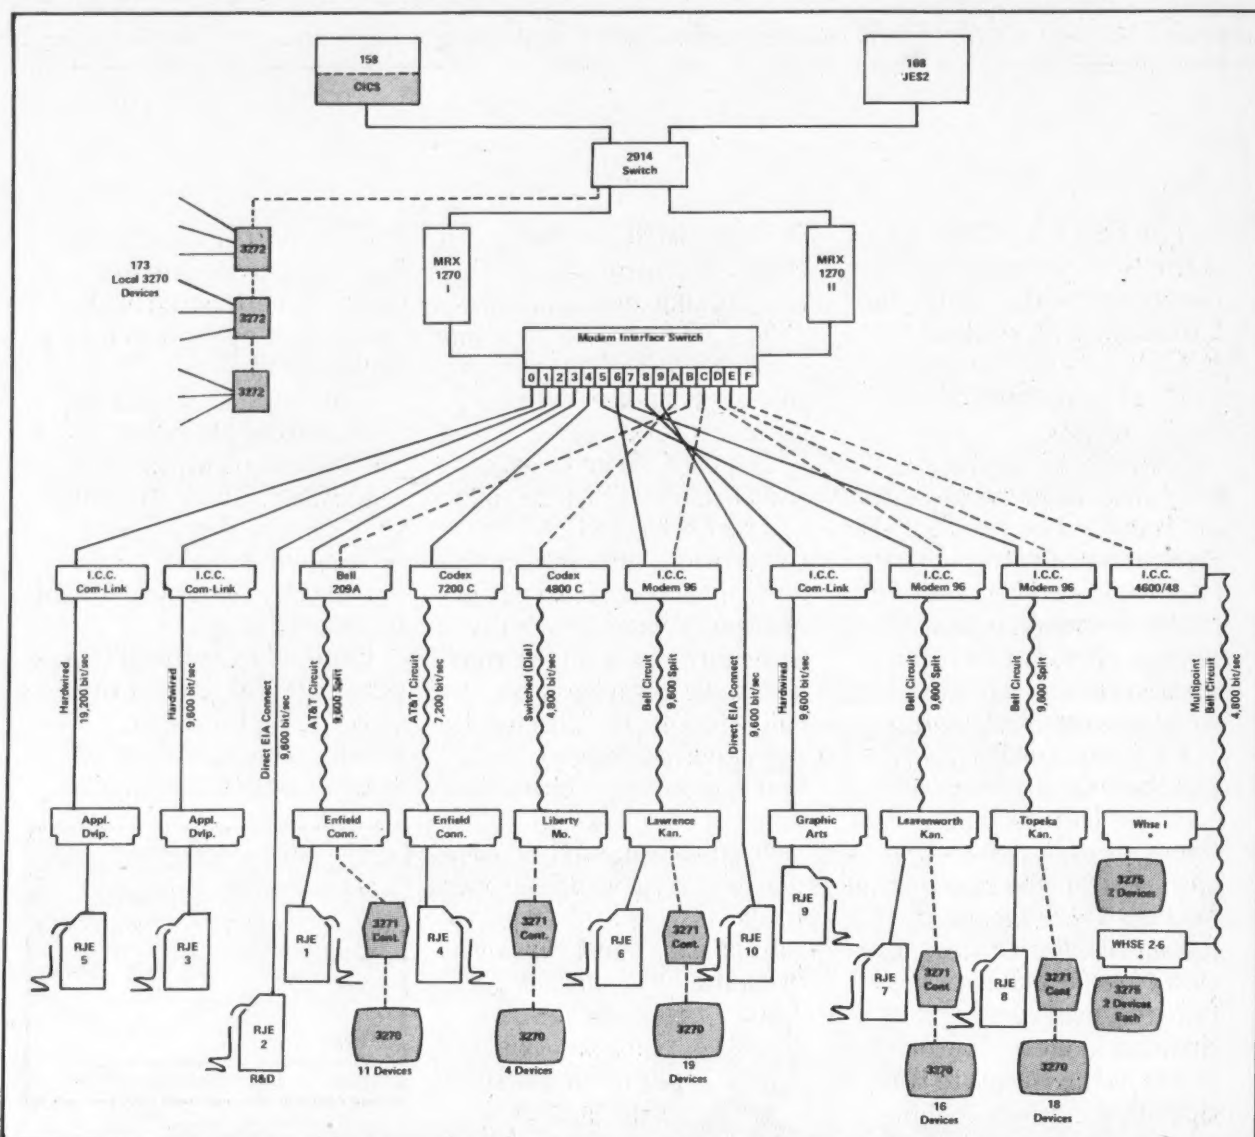 158
CICS
168
JES2
2914
Switch
173
Local 3270
Devices
3272
3272
3272
MRX
1270
I
MRX
1270
II
Modem Interface Switch
0 1 2 3 4 5 6 7 8 9 A B C D E F
I.C.C.
Com-Link
I.C.C.
Com-Link
Bell
209A
Codex
7200 C
Codex
4800 C
I.C.C.
Modem 96
I.C.C.
Com-Link
I.C.C.
Modem 96
I.C.C.
Modem 96
I.C.C.
4600/48
Hardwired
19,200 bit/sec
Hardwired
9,600 bit/sec
Direct EIA Connect
9,600 bit/sec
AT&T Circuit
9,600 Split
AT&T Circuit
7,200 bit/sec
Switched (Dial)
4,800 bit/sec
Bell Circuit
9,600 Split
Direct EIA Connect
9,600 bit/sec
Hardwired
9,600 bit/sec
Bell Circuit
9,600 Split
Bell Circuit
9,600 Split
Multipoint
Bell Circuit
4,800 bit/sec
Appl.
Dvlp.
Appl.
Dvlp.
Enfield
Conn.
Enfield
Conn.
Liberty
Mo.
Lawrence
Kan.
Graphic
Arts
Leavenworth
Kan.
Topeka
Kan.
Whse I
*
3275
2 Devices
WHSE 2-6
3275
2 Devices
Each
RJE
5
RJE
3
RJE
2
R&D
RJE
1
3271
Cont.
3270
11 Devices
RJE
4
3271
Cont.
3270
4 Devices
RJE
6
3271
Cont.
3270
19
Devices
RJE
10
RJE
9
RJE
7
3271
Cont
3270
16
Devices
RJE
8
3271
Cont
3270
18
Devices